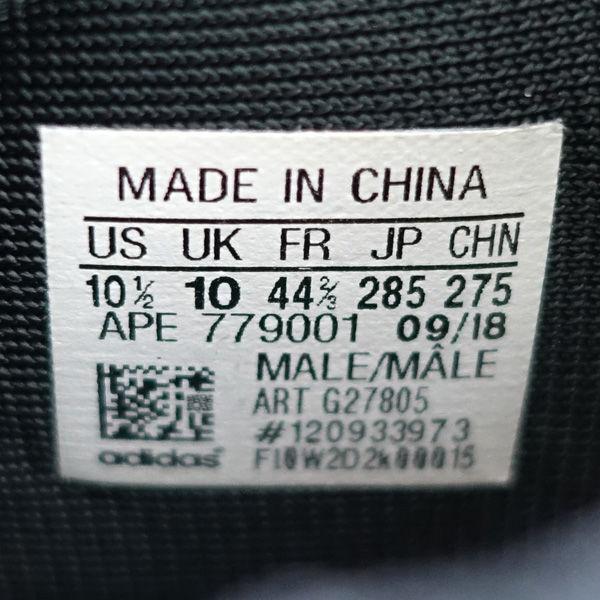 MADE IN CHINA
US UK FR JP CHN
10½ 10 44⅔ 285 275
APE 779001 09/18
MALE/MÂLE
ART G27805
#120933973
adidas F10W2D2k00015